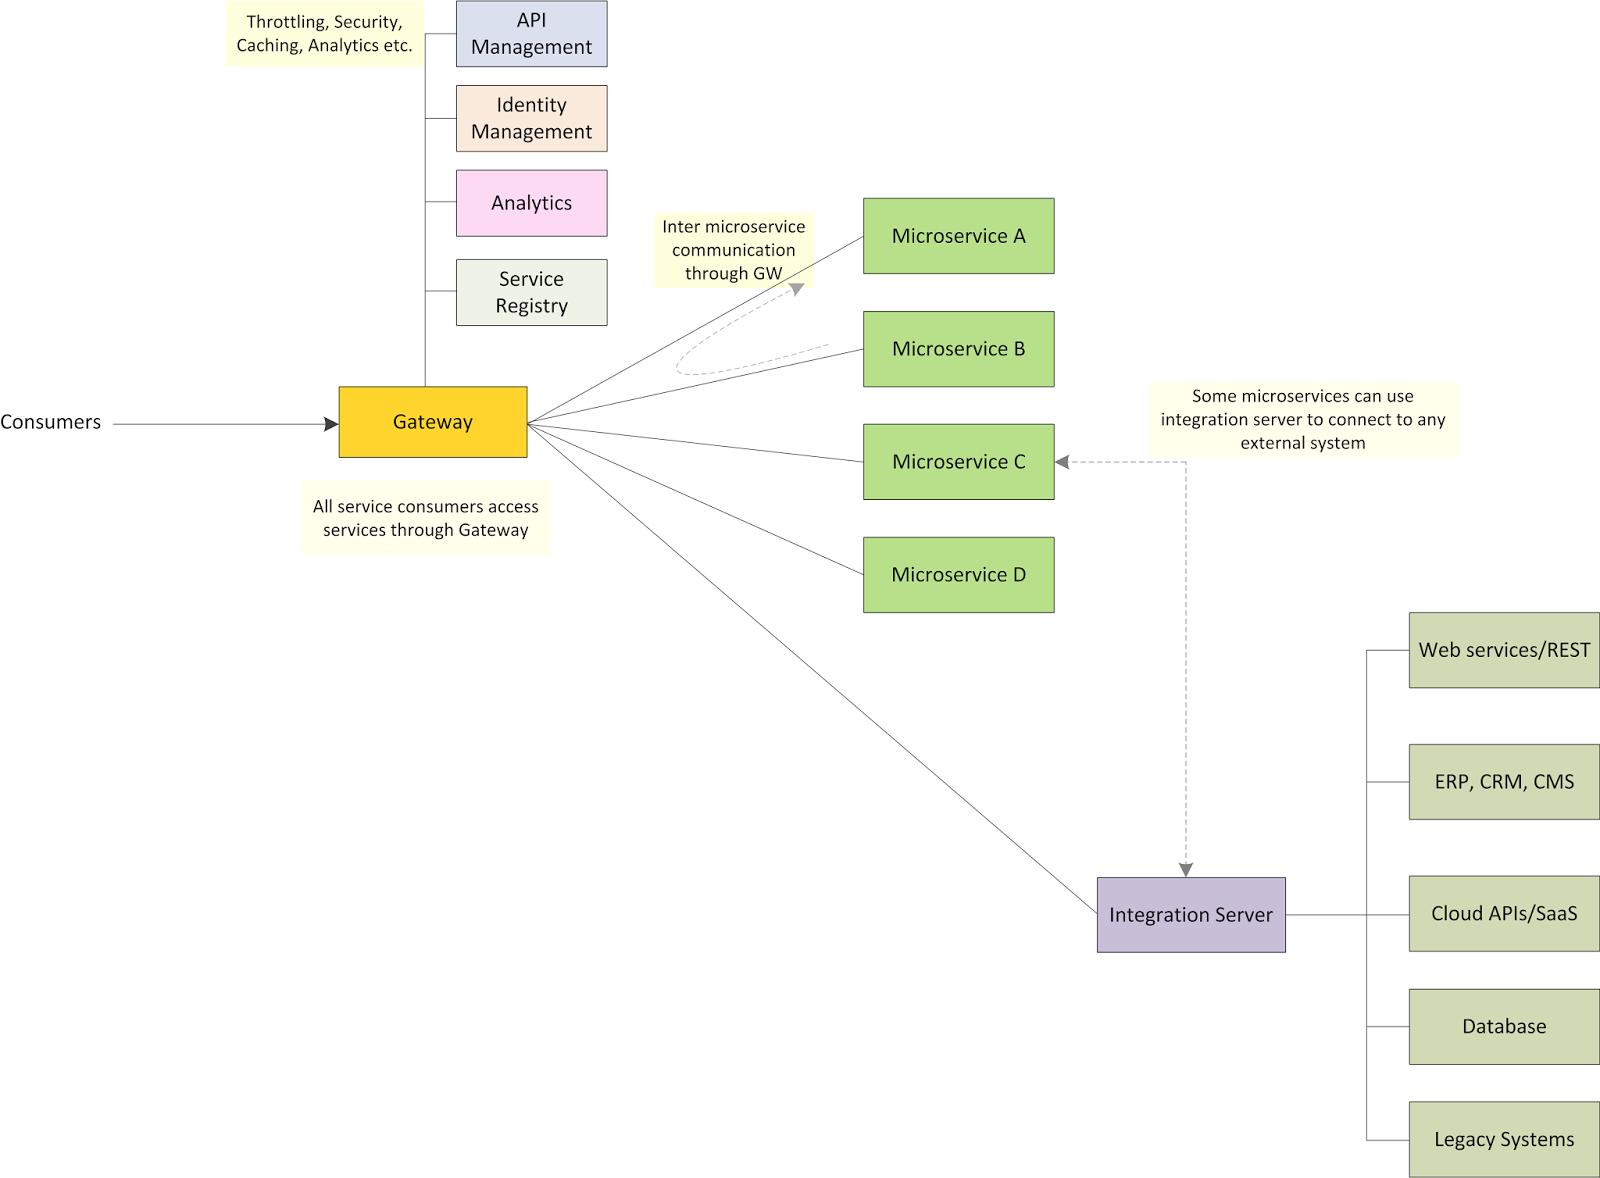 Throttling, Security,
Caching, Analytics etc.
API
Management
Identity
Management
Analytics
Service
Registry
Inter microservice
communication
through GW
Microservice A
Microservice B
Microservice C
Microservice D
Some microservices can use
integration server to connect to any
external system
Consumers
Gateway
All service consumers access
services through Gateway
Integration Server
Web services/REST
ERP, CRM, CMS
Cloud APIs/SaaS
Database
Legacy Systems